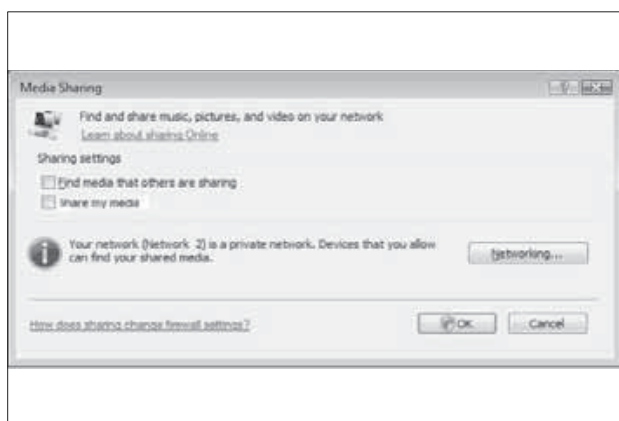 Media Sharing
Find and share music, pictures, and video on your network
Learn about sharing Online
Sharing settings
Find media that others are sharing
Share my media
Your network (Network 2) is a private network. Devices that you allow
can find your shared media.
Networking...
How does sharing change firewall settings?
OK
Cancel